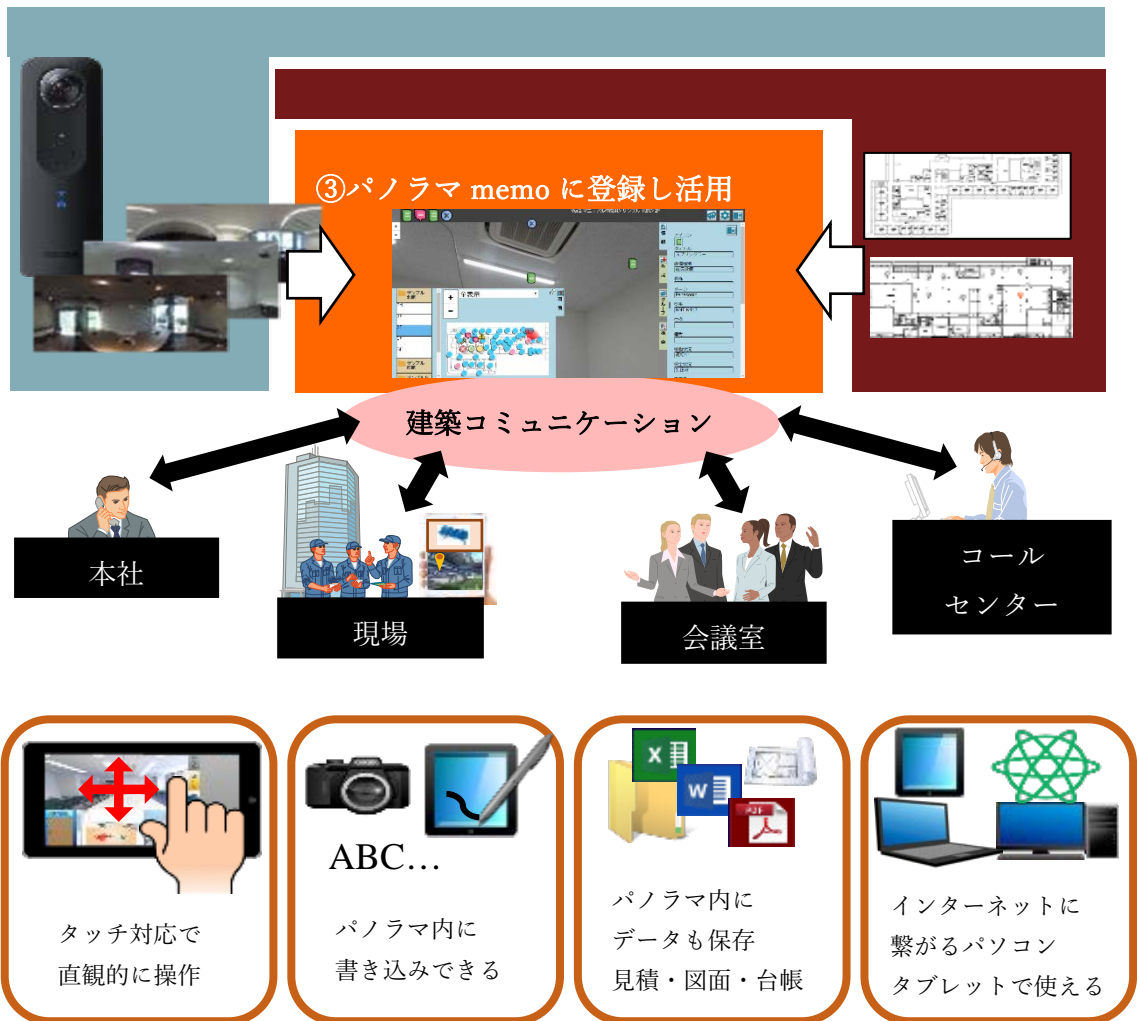 ③パノラマ memo に登録し活用
建築コミュニケーション
本社
現場
会議室
コール
センター
タッチ対応で
直観的に操作
ABC…
パノラマ内に
書き込みできる
X
W
PDF
パノラマ内に
データも保存
見積・図面・台帳
インターネットに
繋がるパソコン
タブレットで使える